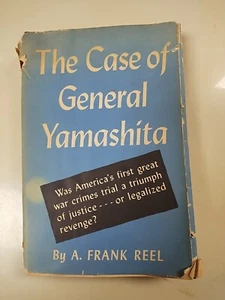 The Case of
General
Yamashita
Was America's first great
war crimes trial a triumph
of justice --- or legalized
revenge?
By A. FRANK REEL